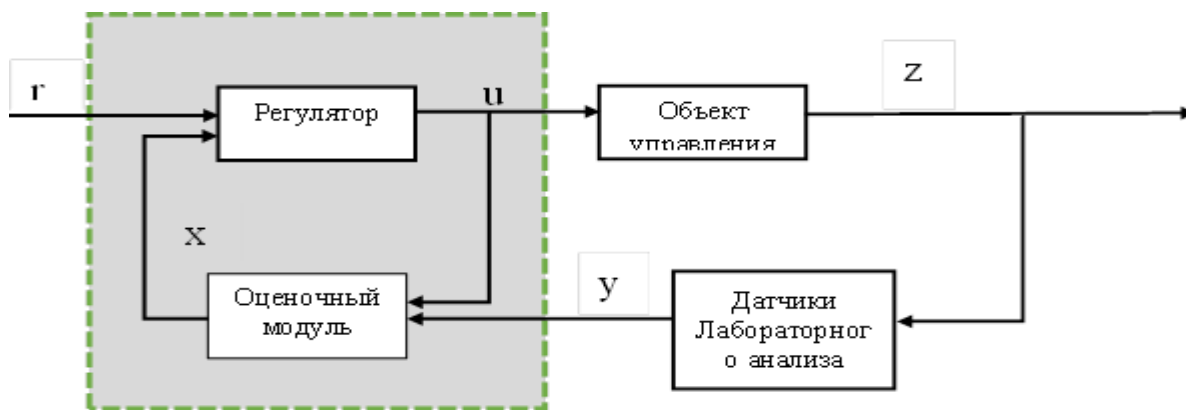 r
Регулятор
u
Объект
управления
z
x
Оценочный
модуль
y
Датчики
Лабораторног
о анализа